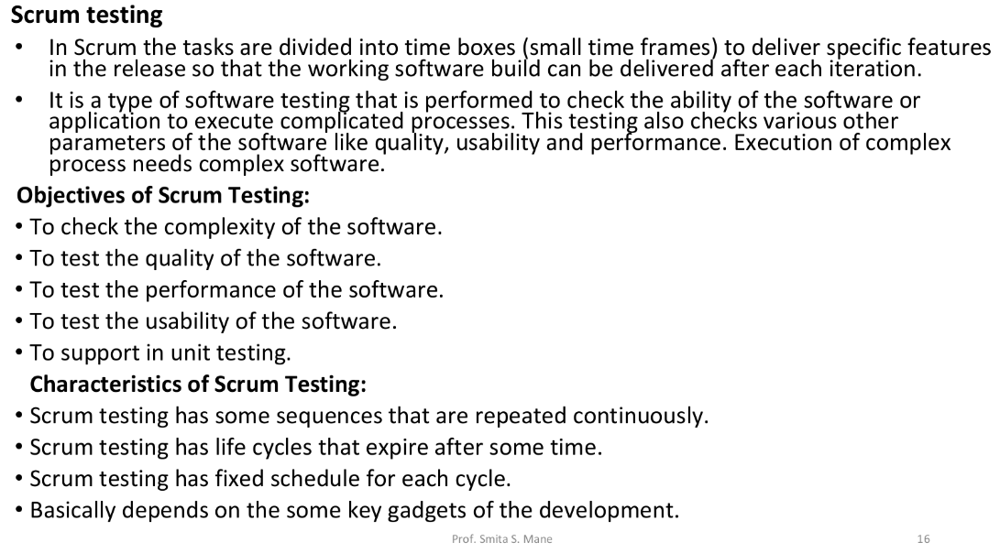 Scrum testing
• In Scrum the tasks are divided into time boxes (small time frames) to deliver specific features
in the release so that the working software build can be delivered after each iteration.
• It is a type of software testing that is performed to check the ability of the software or
application to execute complicated processes. This testing also checks various other
parameters of the software like quality, usability and performance. Execution of complex
process needs complex software.
Objectives of Scrum Testing:
• To check the complexity of the software.
• To test the quality of the software.
• To test the performance of the software.
• To test the usability of the software.
• To support in unit testing.
Characteristics of Scrum Testing:
• Scrum testing has some sequences that are repeated continuously.
• Scrum testing has life cycles that expire after some time.
• Scrum testing has fixed schedule for each cycle.
• Basically depends on the some key gadgets of the development.
Prof. Smita S. Mane 16